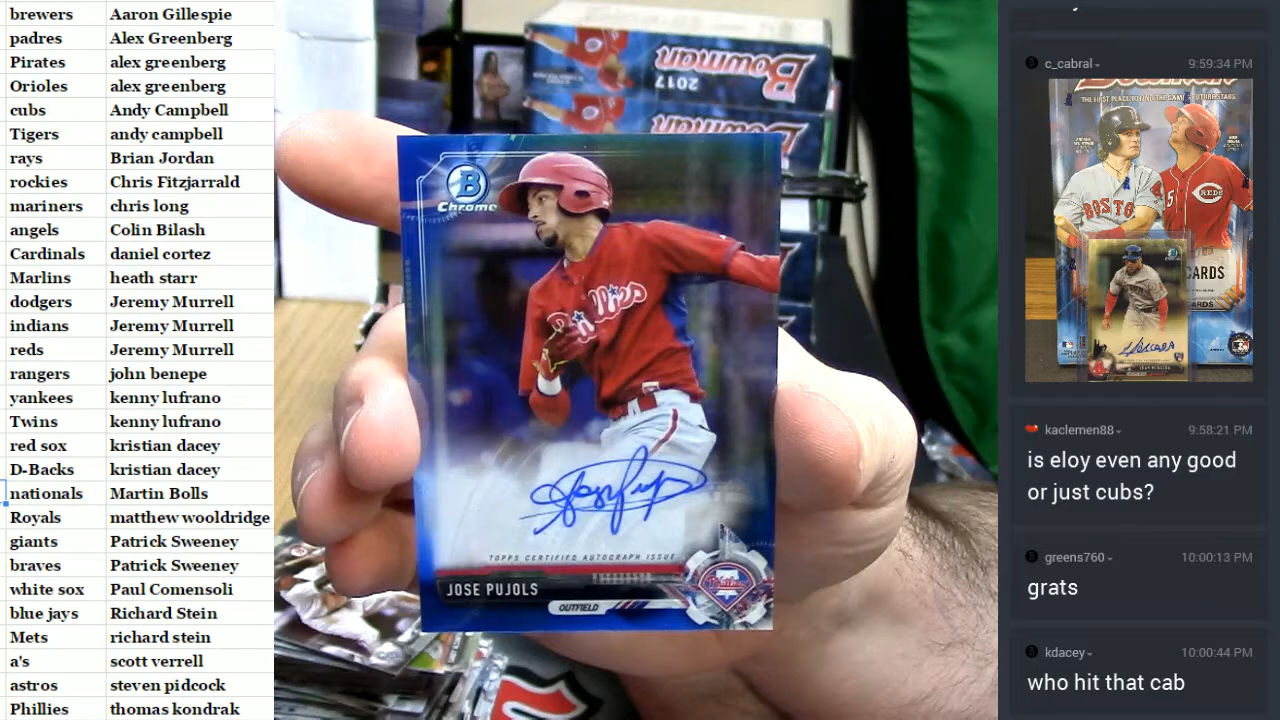 brewers Aaron Gillespie
padres Alex Greenberg
Pirates alex greenberg
Orioles alex greenberg
cubs Andy Campbell
Tigers andy campbell
rays Brian Jordan
rockies Chris Fitzjarrald
mariners chris long
angels Colin Bilash
Cardinals daniel cortez
Marlins heath starr
dodgers Jeremy Murrell
indians Jeremy Murrell
reds Jeremy Murrell
rangers john benepe
yankees kenny lufrano
Twins kenny lufrano
red sox kristian dacey
D-Backs kristian dacey
nationals Martin Bolls
Royals matthew wooldridge
giants Patrick Sweeney
braves Patrick Sweeney
white sox Paul Comensoli
blue jays Richard Stein
Mets richard stein
a's scott verrell
astros steven pidcock
Phillies thomas kondrak
2017 Bowman
Bowman
B
Chrome
Phillies
TOPPS CERTIFIED AUTOGRAPH ISSUE
JOSE PUJOLS
OUTFIELD
Phillies
c_cabral 9:59:34 PM
Bowman
BOSTON
REDS
CARDS
kaclemen88 9:58:21 PM
is eloy even any good
or just cubs?
greens760 10:00:13 PM
grats
kdacey 10:00:44 PM
who hit that cab